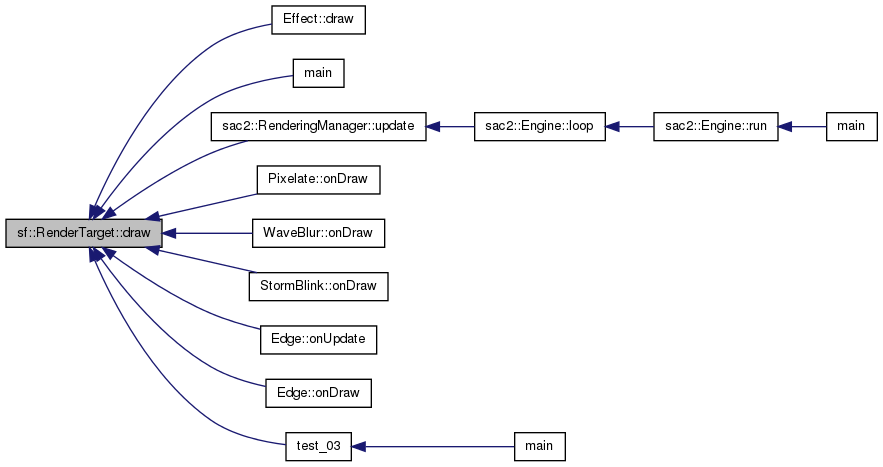 Effect::draw
main
sac2::RenderingManager::update
sac2::Engine::loop
sac2::Engine::run
main
Pixelate::onDraw
sf::RenderTarget::draw
WaveBlur::onDraw
StormBlink::onDraw
Edge::onUpdate
Edge::onDraw
test_03
main